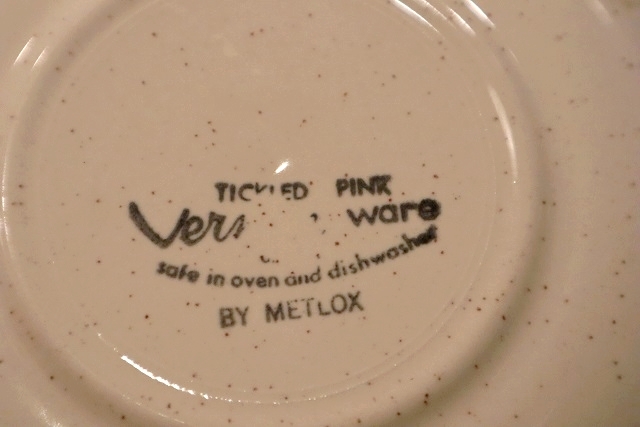 TICKLED PINK
ware
safe in oven and dishwasher
BY METLOX